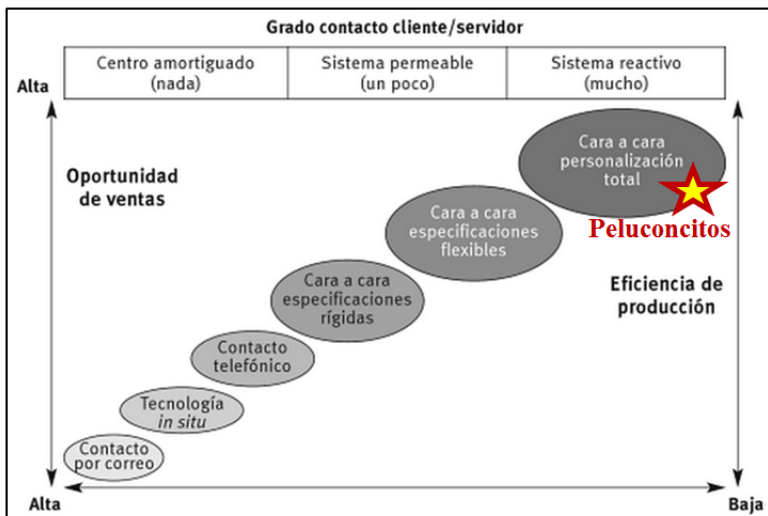 Grado contacto cliente/servidor
Centro amortiguado
(nada)
Sistema permeable
(un poco)
Sistema reactivo
(mucho)
Alta
Oportunidad
de ventas
Cara a cara
personalización
total
Peluconcitos
Cara a cara
especificaciones
flexibles
Eficiencia de
producción
Cara a cara
especificaciones
rígidas
Contacto
telefónico
Tecnología
in situ
Contacto
por correo
Alta
Baja